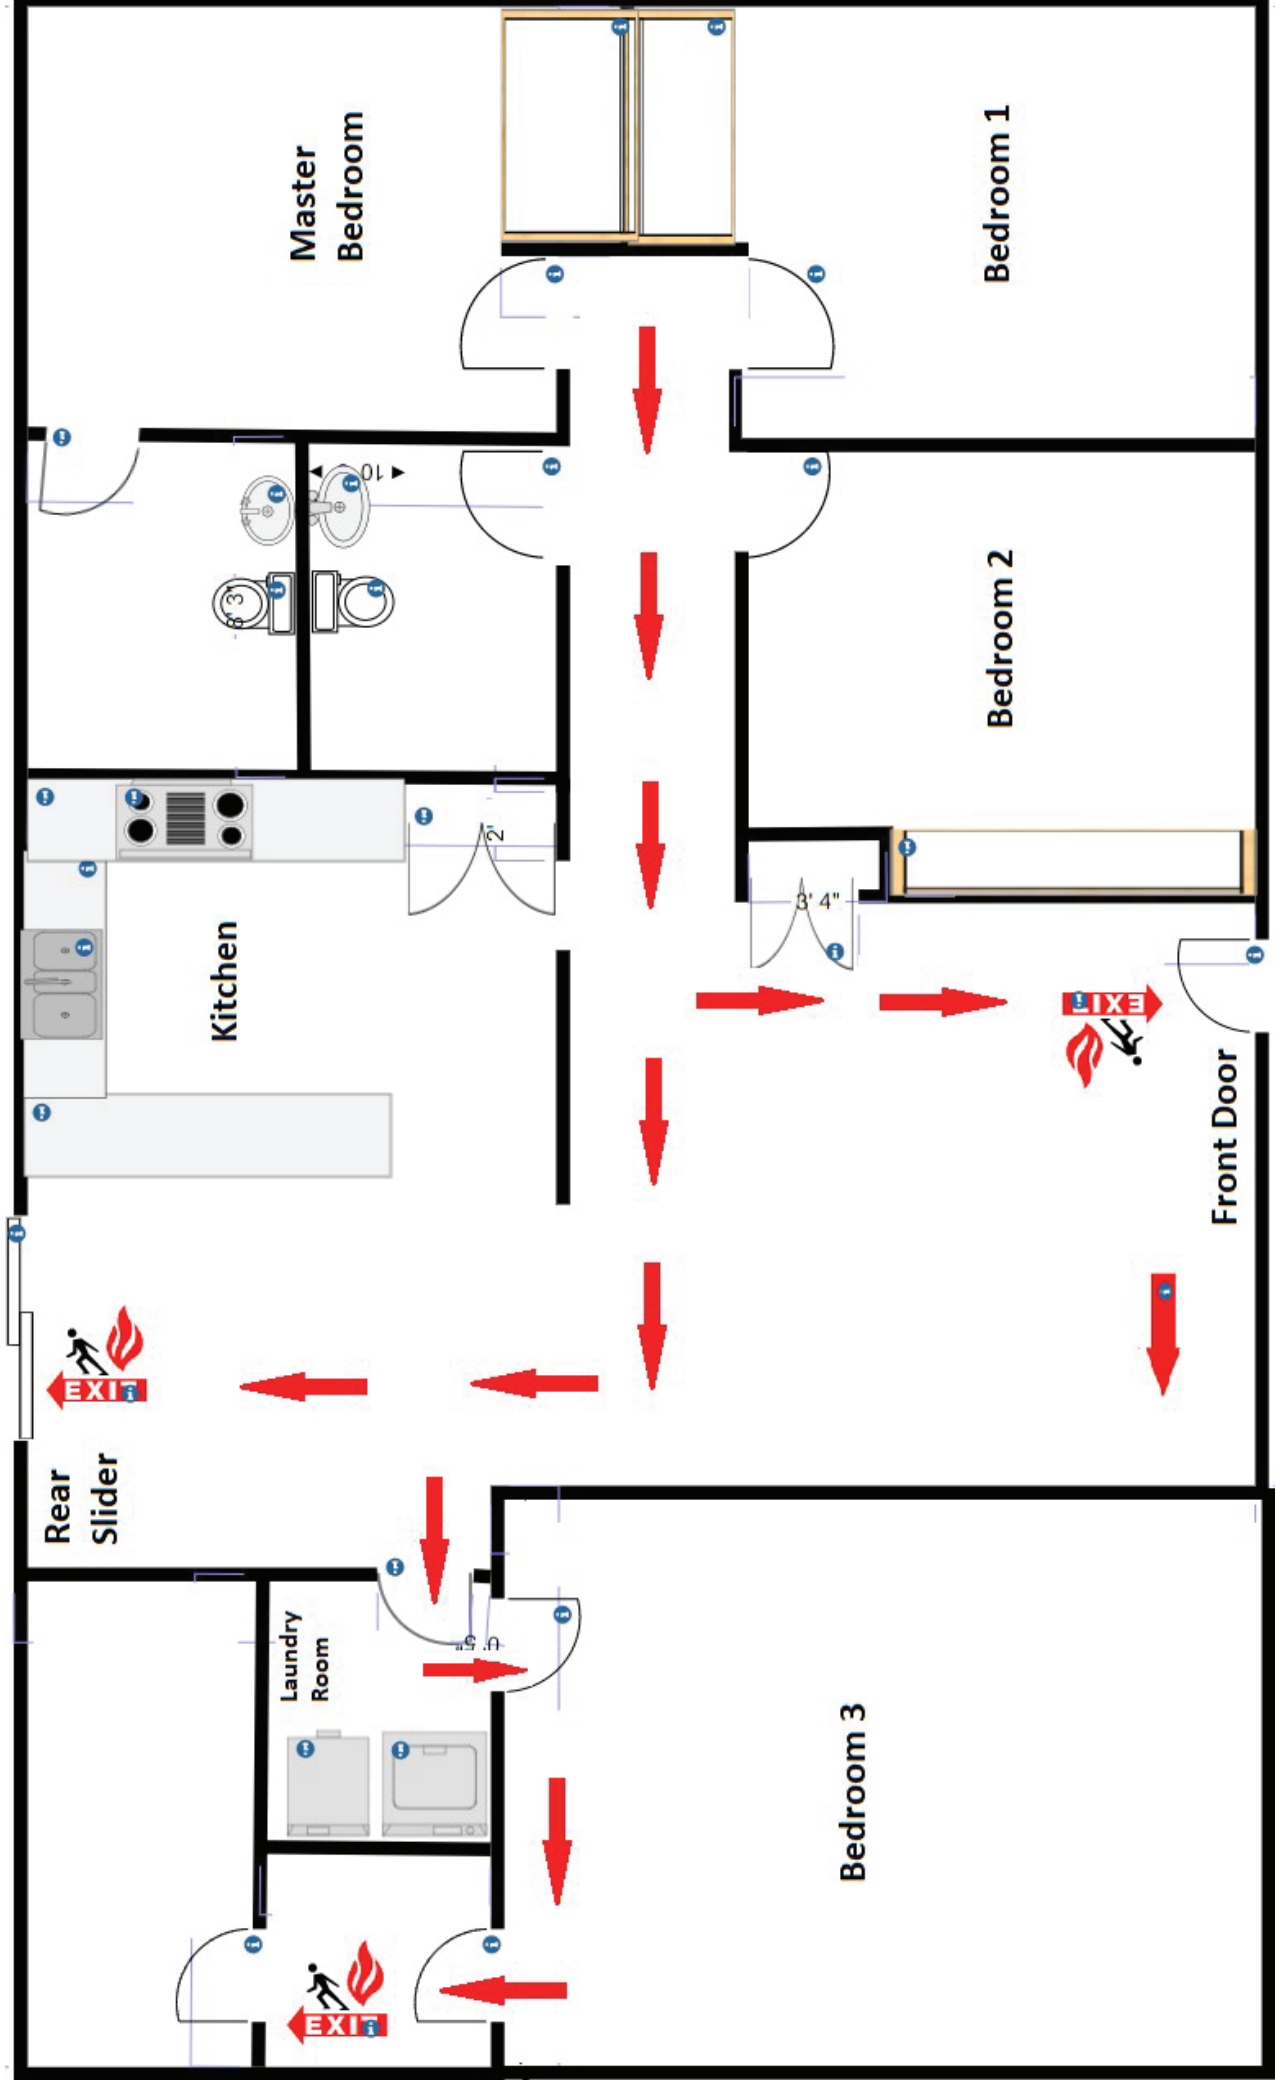 Master
Bedroom
Bedroom 1
8' 3"
10
Bedroom 2
Kitchen
2'
3' 4"
EXIT
Front Door
EXIT
Rear
Slider
Laundry
Room
Bedroom 3
EXIT